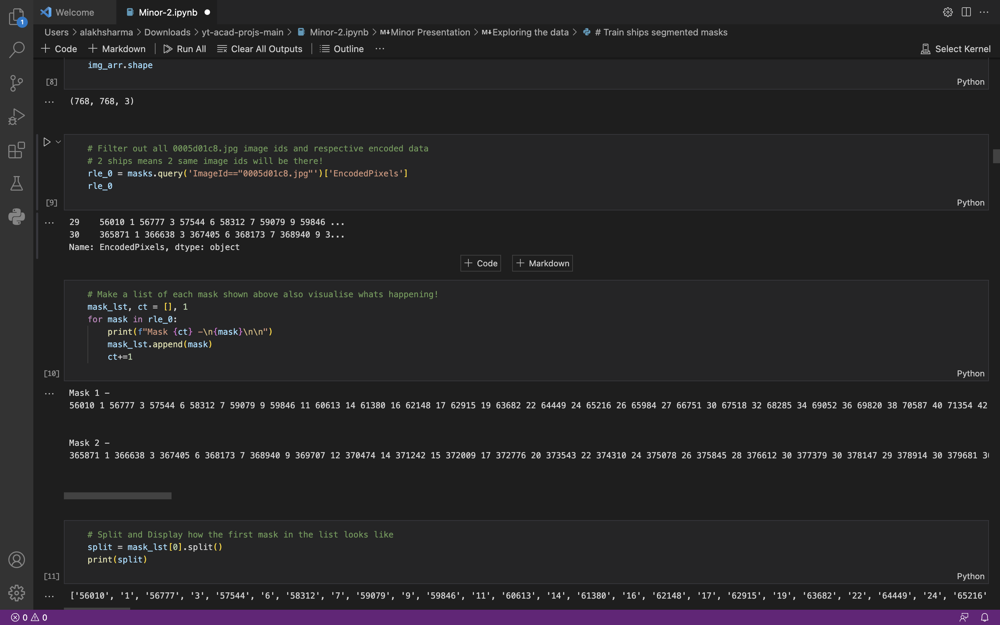 1
Welcome
Minor-2.ipynb
Users > alakhsharma > Downloads > yt-acad-projs-main > Minor-2.ipynb > M↓Minor Presentation > M↓Exploring the data > # Train ships segmented masks
+ Code + Markdown | Run All Clear All Outputs | Outline ... Select Kernel
img_arr.shape
[8] Python
... (768, 768, 3)
# Filter out all 0005d01c8.jpg image ids and respective encoded data
# 2 ships means 2 same image ids will be there!
rle_0 = masks.query('ImageId=="0005d01c8.jpg"')['EncodedPixels']
rle_0
[9] Python
... 29 56010 1 56777 3 57544 6 58312 7 59079 9 59846 ...
30 365871 1 366638 3 367405 6 368173 7 368940 9 3...
Name: EncodedPixels, dtype: object
+ Code + Markdown
# Make a list of each mask shown above also visualise whats happening!
mask_lst, ct = [], 1
for mask in rle_0:
print(f"Mask {ct} -\n{mask}\n\n")
mask_lst.append(mask)
ct+=1
[10] Python
... Mask 1 -
56010 1 56777 3 57544 6 58312 7 59079 9 59846 11 60613 14 61380 16 62148 17 62915 19 63682 22 64449 24 65216 26 65984 27 66751 30 67518 32 68285 34 69052 36 69820 38 70587 40 71354 42
Mask 2 -
365871 1 366638 3 367405 6 368173 7 368940 9 369707 12 370474 14 371242 15 372009 17 372776 20 373543 22 374310 24 375078 26 375845 28 376612 30 377379 30 378147 29 378914 30 379681
# Split and Display how the first mask in the list looks like
split = mask_lst[0].split()
print(split)
[11] Python
... ['56010', '1', '56777', '3', '57544', '6', '58312', '7', '59079', '9', '59846', '11', '60613', '14', '61380', '16', '62148', '17', '62915', '19', '63682', '22', '64449', '24', '65216'
0 0